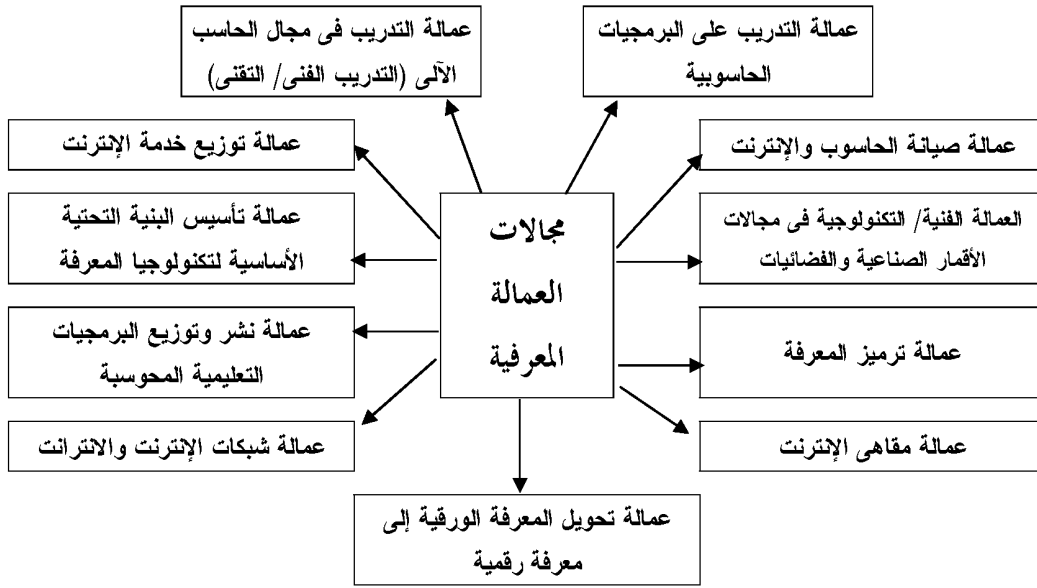 عمالة التدريب على البرمجيات
الحاسوبية
عمالة التدريب فى مجال الحاسب
الآلى (التدريب الفنى/ التقنى)
عمالة صيانة الحاسوب والإنترنت
عمالة توزيع خدمة الإنترنت
مجالات
العمالة
المعرفية
العمالة الفنية/ التكنولوجية فى مجالات
الأقمار الصناعية والفضائيات
عمالة تأسيس البنية التحتية
الأساسية لتكنولوجيا المعرفة
عمالة ترميز المعرفة
عمالة نشر وتوزيع البرمجيات
التعليمية المحوسبة
عمالة مقاهى الإنترنت
عمالة شبكات الإنترنت والانترانت
عمالة تحويل المعرفة الورقية إلى
معرفة رقمية